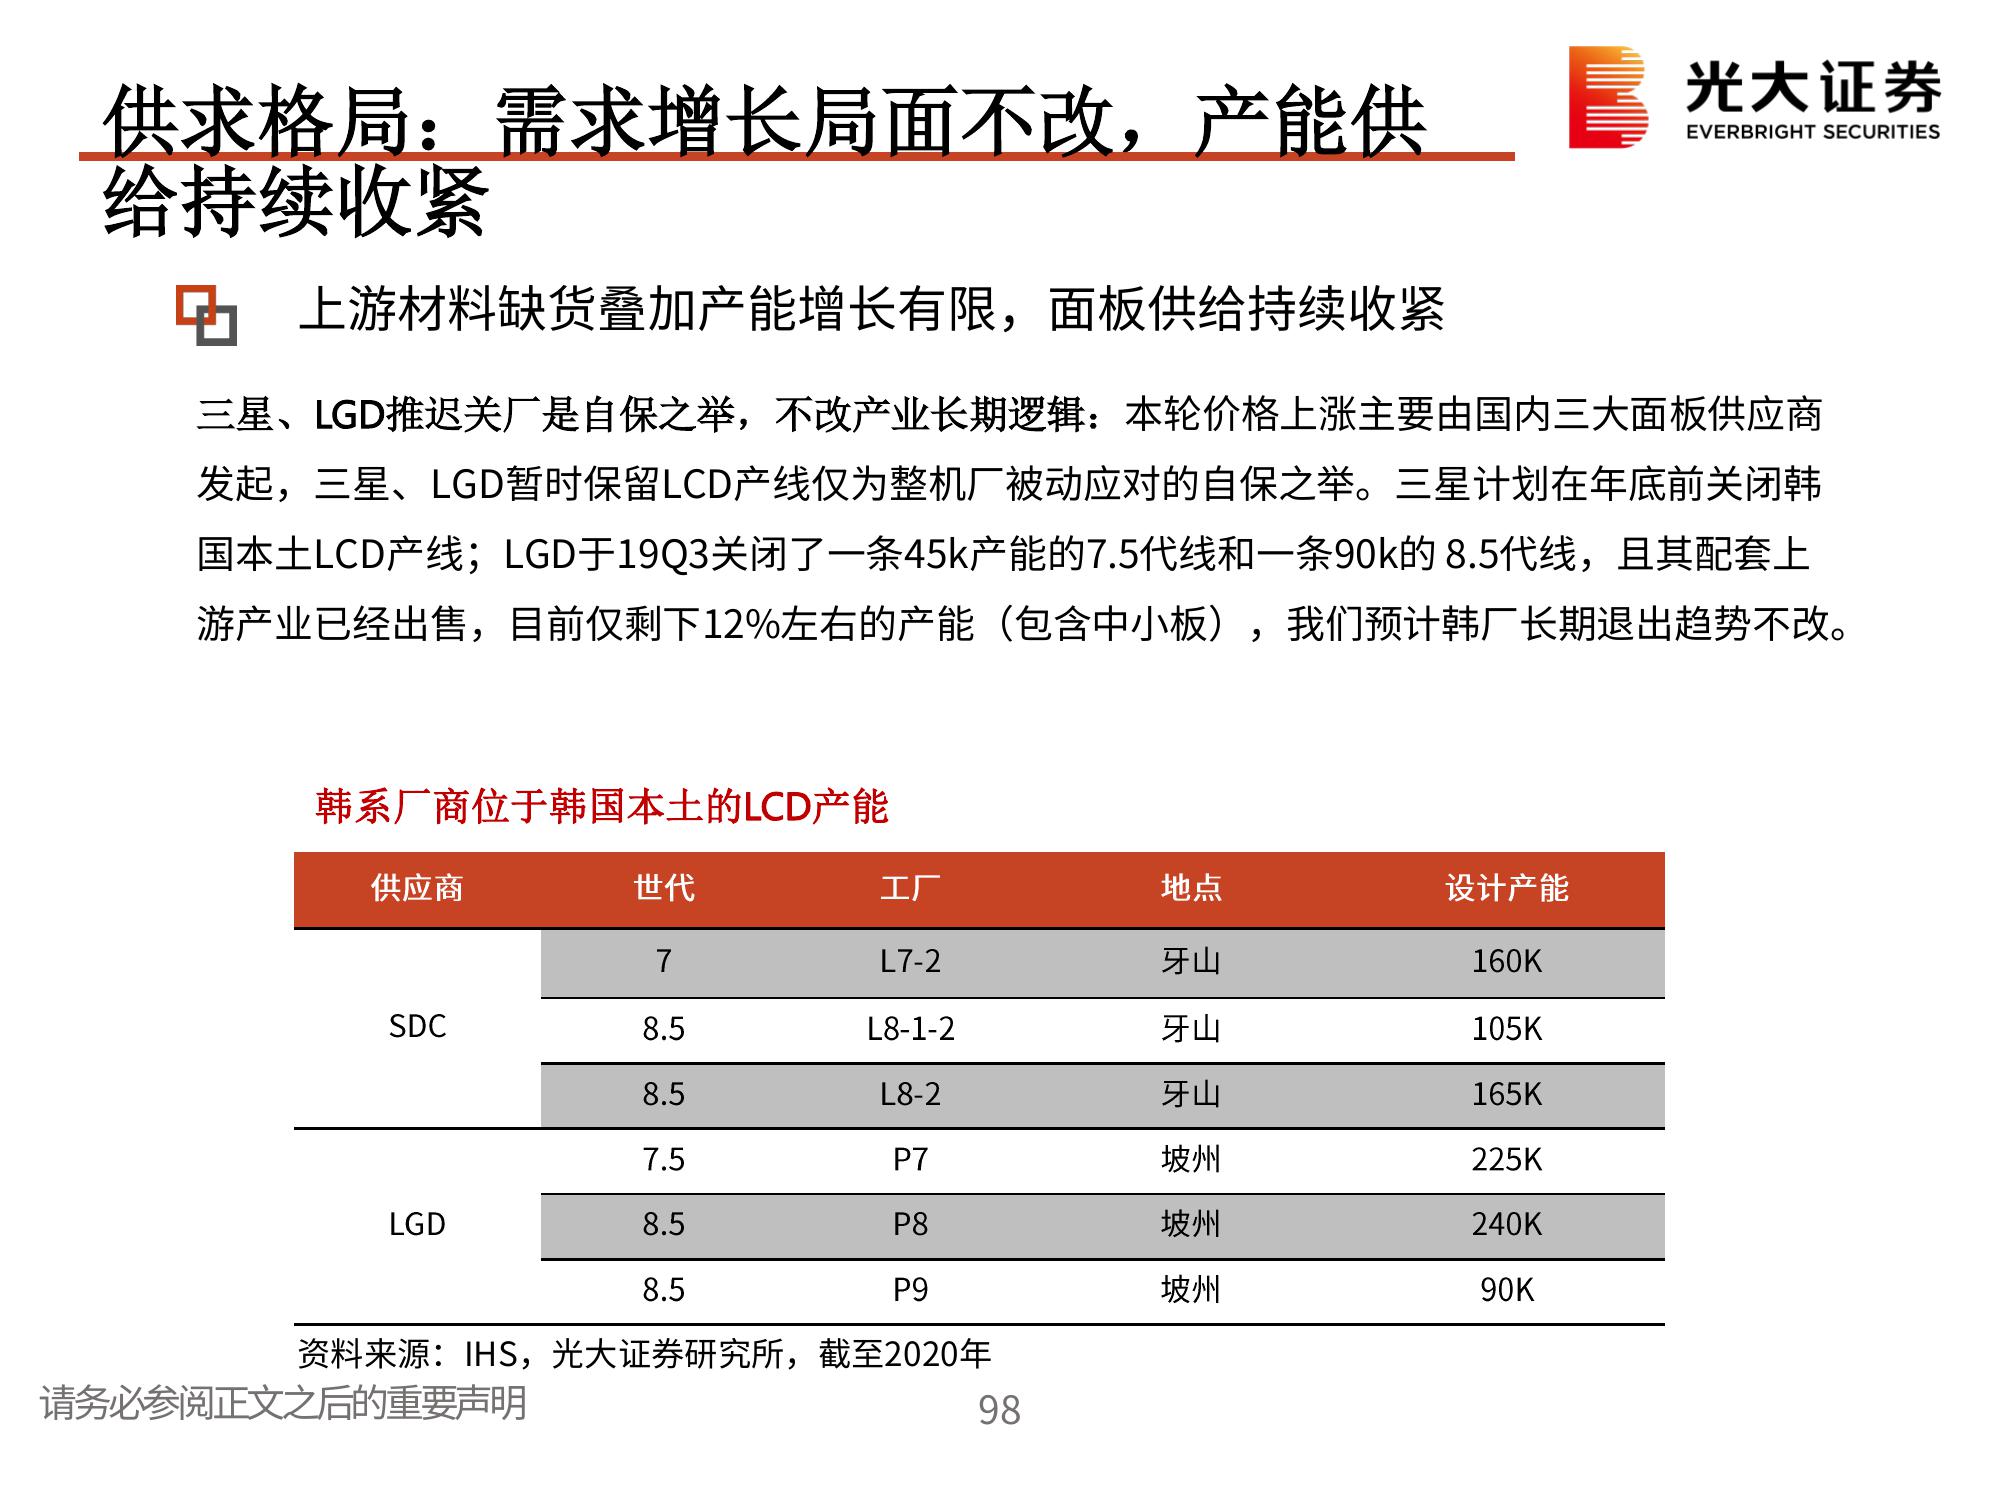 光大证券
EVERBRIGHT SECURITIES
供求格局：需求增长局面不改，产能供
给持续收紧
上游材料缺货叠加产能增长有限，面板供给持续收紧
三星、LGD推迟关厂是自保之举，不改产业长期逻辑：本轮价格上涨主要由国内三大面板供应商
发起，三星、LGD暂时保留LCD产线仅为整机厂被动应对的自保之举。三星计划在年底前关闭韩
国本土LCD产线；LGD于19Q3关闭了一条45k产能的7.5代线和一条90k的 8.5代线，且其配套上
游产业已经出售，目前仅剩下12%左右的产能（包含中小板），我们预计韩厂长期退出趋势不改。
韩系厂商位于韩国本土的LCD产能
供应商 世代 工厂 地点 设计产能
7 L7-2 牙山 160K
SDC 8.5 L8-1-2 牙山 105K
8.5 L8-2 牙山 165K
7.5 P7 坡州 225K
LGD 8.5 P8 坡州 240K
8.5 P9 坡州 90K
资料来源：IHS，光大证券研究所，截至2020年
请务必参阅正文之后的重要声明
98